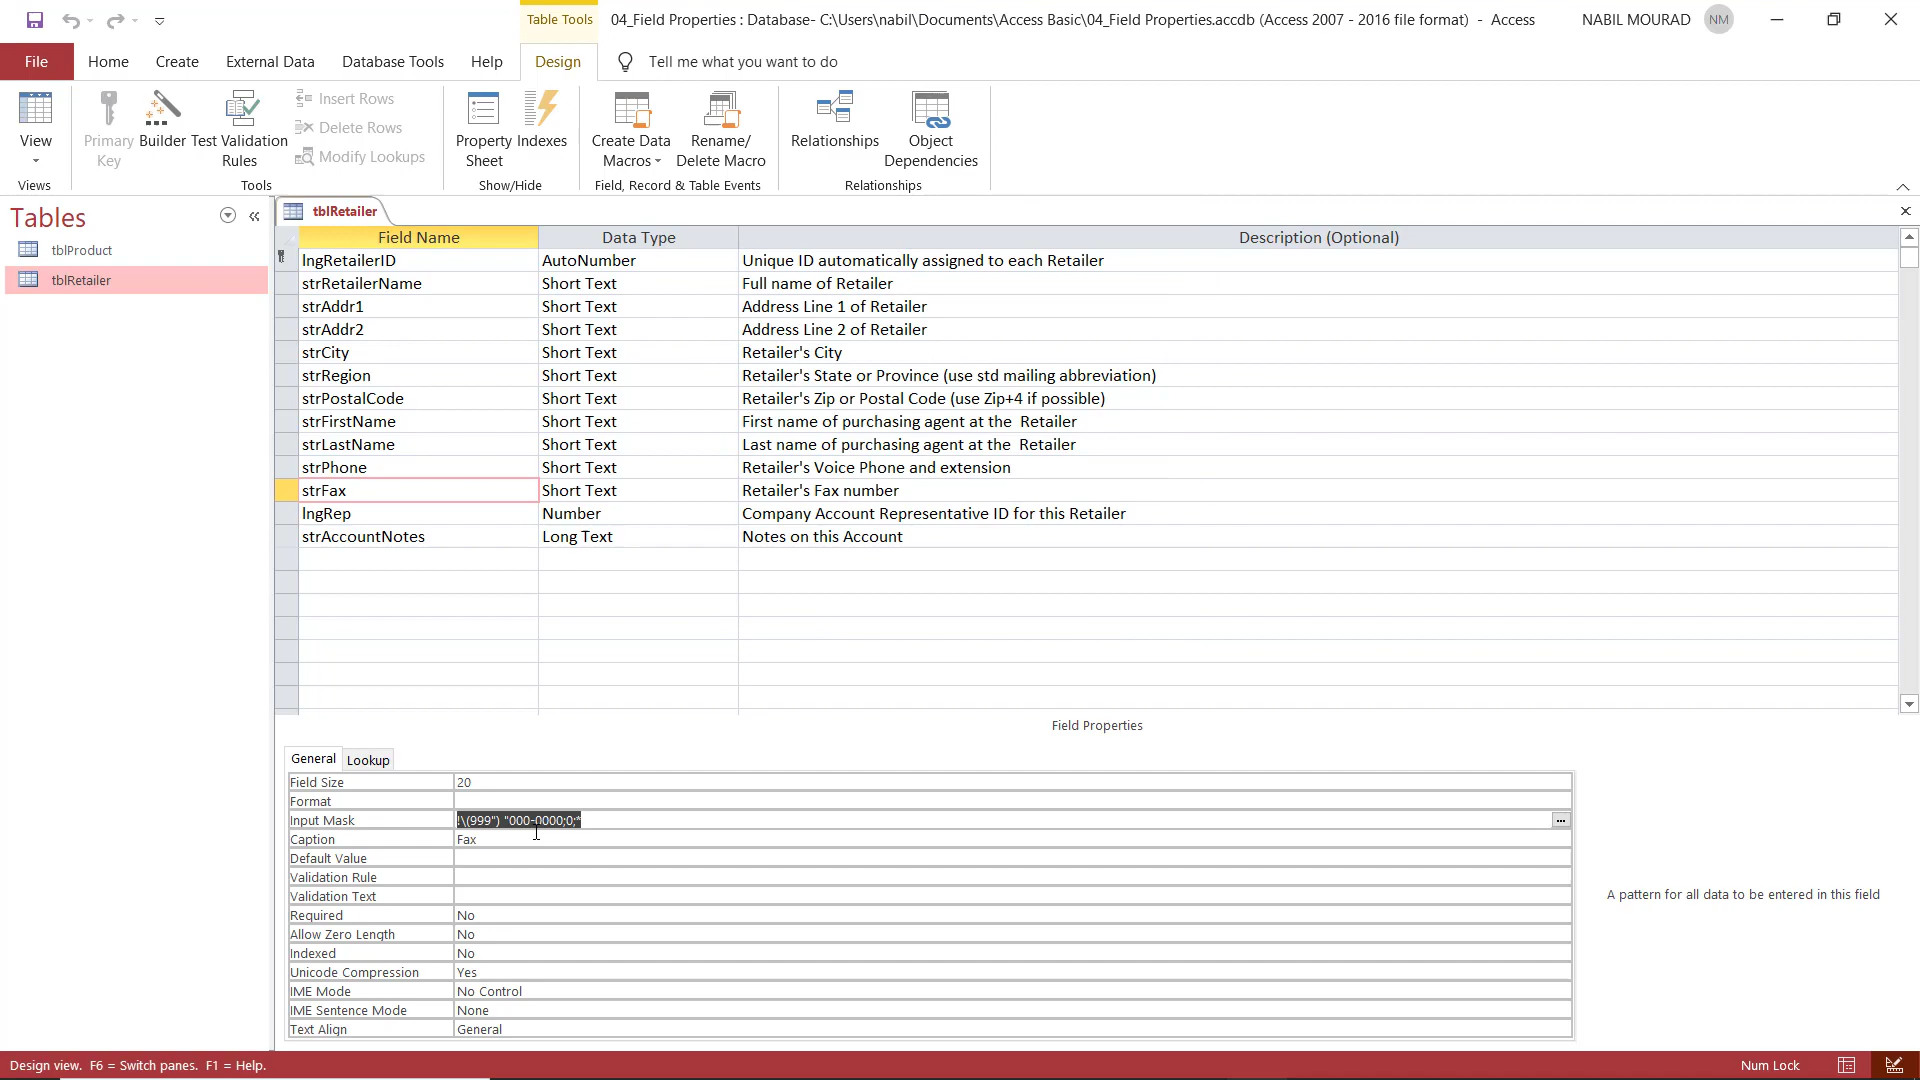 Table Tools
04_Field Properties : Database- C:\Users\nabil\Documents\Access Basic\04_Field Properties.accdb (Access 2007 - 2016 file format) - Access
NABIL MOURAD
NM
File
Home
Create
External Data
Database Tools
Help
Design
Tell me what you want to do
View
Primary Key
Builder
Test Validation Rules
Insert Rows
Delete Rows
Modify Lookups
Property Sheet
Indexes
Create Data Macros
Rename/ Delete Macro
Relationships
Object Dependencies
Views
Tools
Show/Hide
Field, Record & Table Events
Relationships
Tables
tblProduct
tblRetailer
tblRetailer
Field Name Data Type Description (Optional)
lngRetailerID AutoNumber Unique ID automatically assigned to each Retailer
strRetailerName Short Text Full name of Retailer
strAddr1 Short Text Address Line 1 of Retailer
strAddr2 Short Text Address Line 2 of Retailer
strCity Short Text Retailer's City
strRegion Short Text Retailer's State or Province (use std mailing abbreviation)
strPostalCode Short Text Retailer's Zip or Postal Code (use Zip+4 if possible)
strFirstName Short Text First name of purchasing agent at the  Retailer
strLastName Short Text Last name of purchasing agent at the  Retailer
strPhone Short Text Retailer's Voice Phone and extension
strFax Short Text Retailer's Fax number
lngRep Number Company Account Representative ID for this Retailer
strAccountNotes Long Text Notes on this Account
Field Properties
General
Lookup
Field Size 20
Format
Input Mask !\(999") "000-0000;0;*
Caption Fax
Default Value
Validation Rule
Validation Text
Required No
Allow Zero Length No
Indexed No
Unicode Compression Yes
IME Mode No Control
IME Sentence Mode None
Text Align General
A pattern for all data to be entered in this field
Design view.  F6 = Switch panes.  F1 = Help.
Num Lock